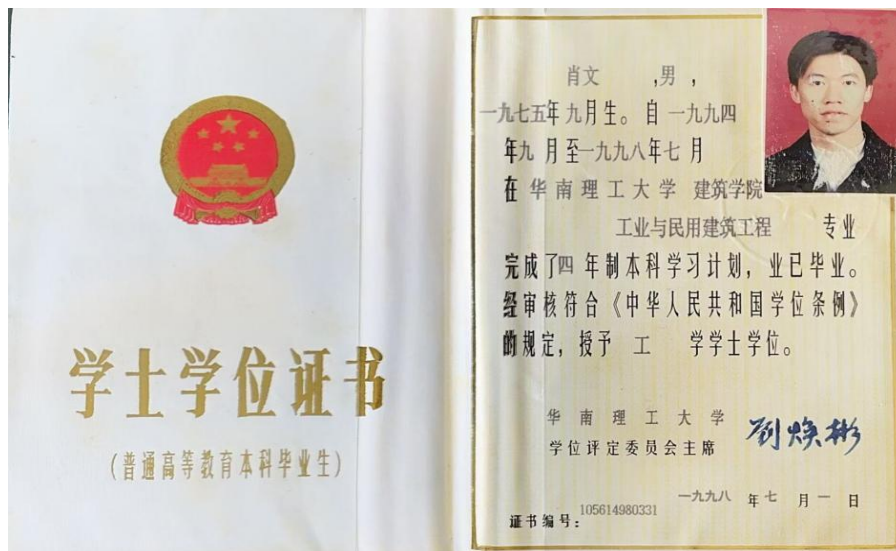 学士学位证书
(普通高等教育本科毕业生)
肖文 ,男,
一九七五年九月生。自一九九四
年九月至一九九八年七月
在华南理工大学 建筑学院
工业与民用建筑工程 专业
完成了四年制本科学习计划,业已毕业。
经审核符合《中华人民共和国学位条例》
的规定,授予 工 学学士学位。
华南理工大学
学位评定委员会主席 刘焕彬
一九九八年七月一日
证书编号:105614980331